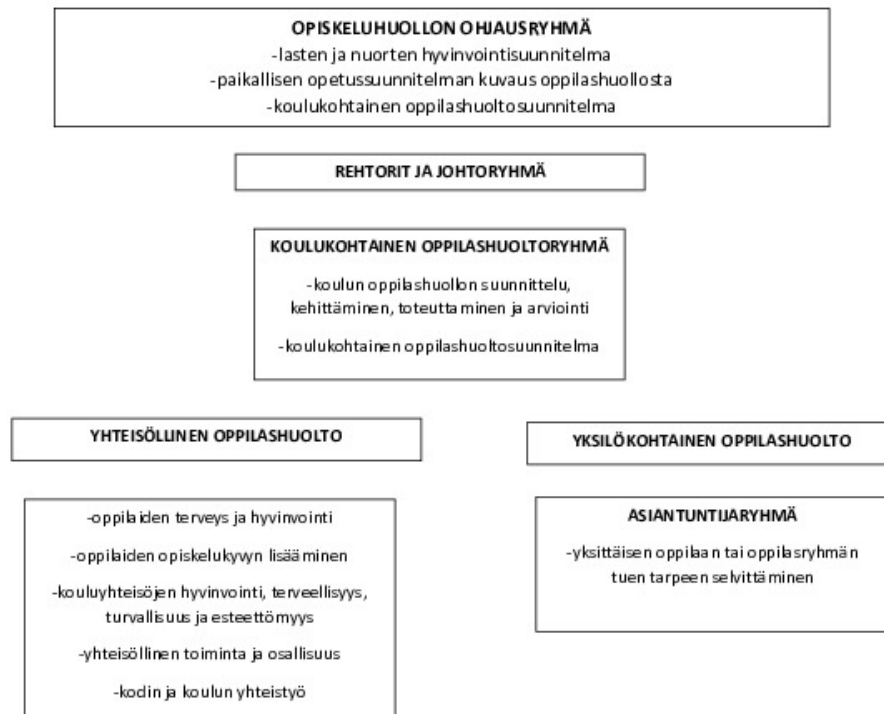 OPISKELUHUOLLON OHJAUSRYHMÄ
-lasten ja nuorten hyvinvointisuunnitelma
-paikallisen opetussuunnitelman kuvaus oppilashuollosta
-koulukohtainen oppilashuoltosuunnitelma
REHTORIT JA JOHTORYHMÄ
KOULUKOHTAINEN OPPILASHUOLTORYHMÄ
-koulun oppilashuollon suunnittelu,
kehittäminen, toteuttaminen ja arviointi
-koulukohtainen oppilashuoltosuunnitelma
YHTEISÖLLINEN OPPILASHUOLTO
-oppilaiden terveys ja hyvinvointi
-oppilaiden opiskelukyvyn lisääminen
-kouluyhteisöjen hyvinvointi, terveellisyys,
turvallisuus ja esteettömyys
-yhteisöllinen toiminta ja osallisuus
-kodin ja koulun yhteistyö
YKSILÖKOHTAINEN OPPILASHUOLTO
ASIANTUNTIJARYHMÄ
-yksittäisen oppilaan tai oppilasryhmän
tuen tarpeen selvittäminen